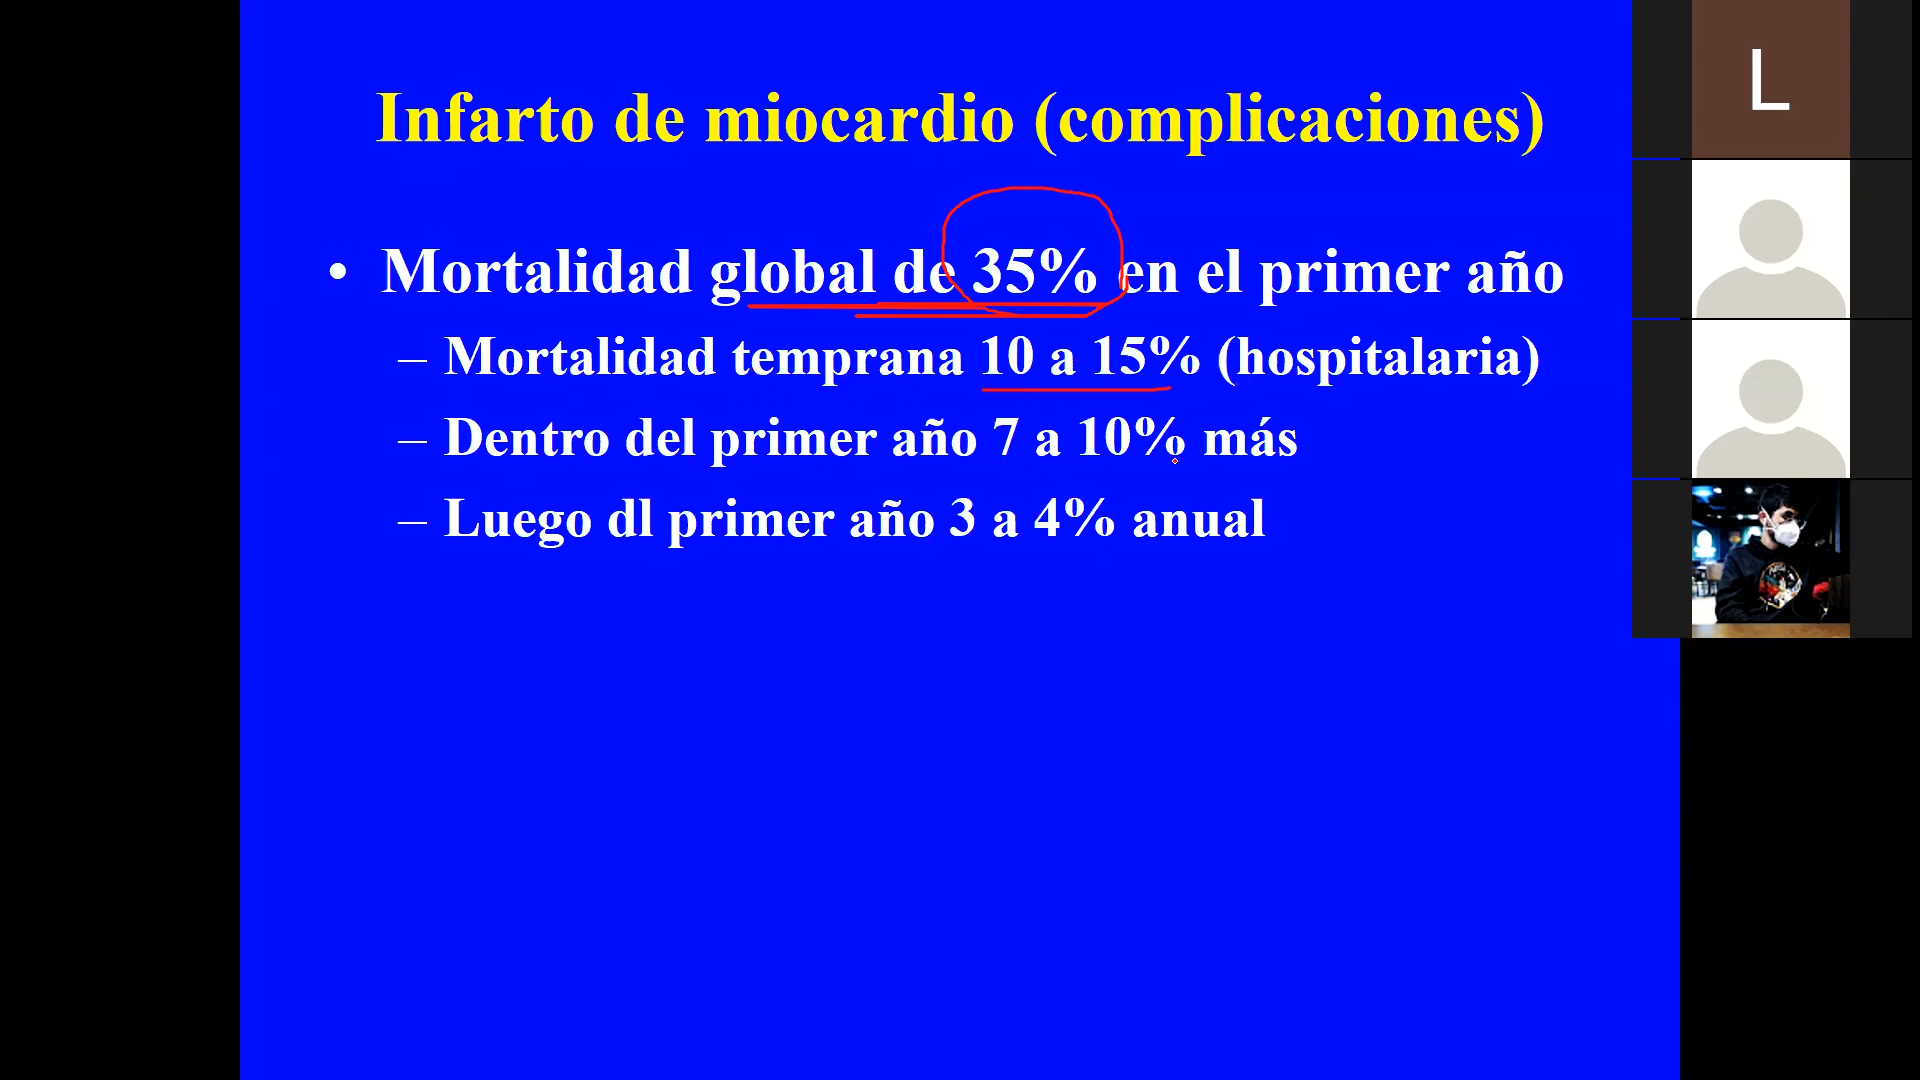 Infarto de miocardio (complicaciones)
• Mortalidad global de 35% en el primer año
– Mortalidad temprana 10 a 15% (hospitalaria)
– Dentro del primer año 7 a 10% más
– Luego dl primer año 3 a 4% anual
L